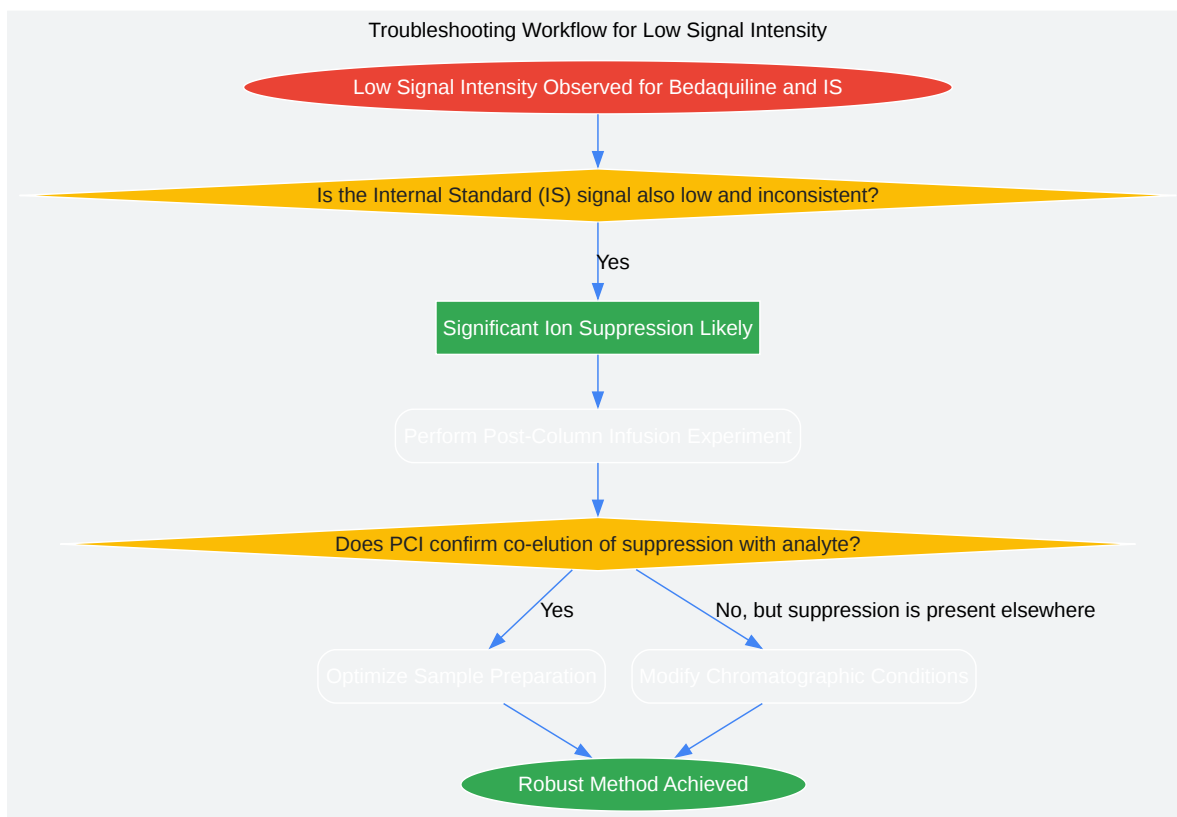 Troubleshooting Workflow for Low Signal Intensity
Low Signal Intensity Observed for Bedaquiline and IS
Is the Internal Standard (IS) signal also low and inconsistent?
Yes
Significant Ion Suppression Likely
Perform Post-Column Infusion Experiment
Does PCI confirm co-elution of suppression with analyte?
Yes
No, but suppression is present elsewhere
Optimize Sample Preparation
Modify Chromatographic Conditions
Robust Method Achieved